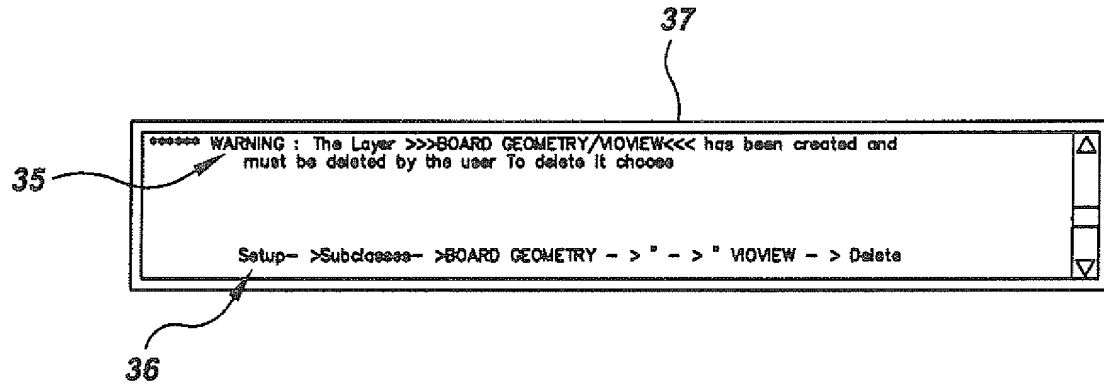 37
****** WARNING : The Layer >>>BOARD GEOMETRY/VIOVIEW<<< has been created and
must be deleted by the user To delete it choose
35
Setup- >Subclasses- >BOARD GEOMETRY - > " - > " VIOVIEW - > Delete
36